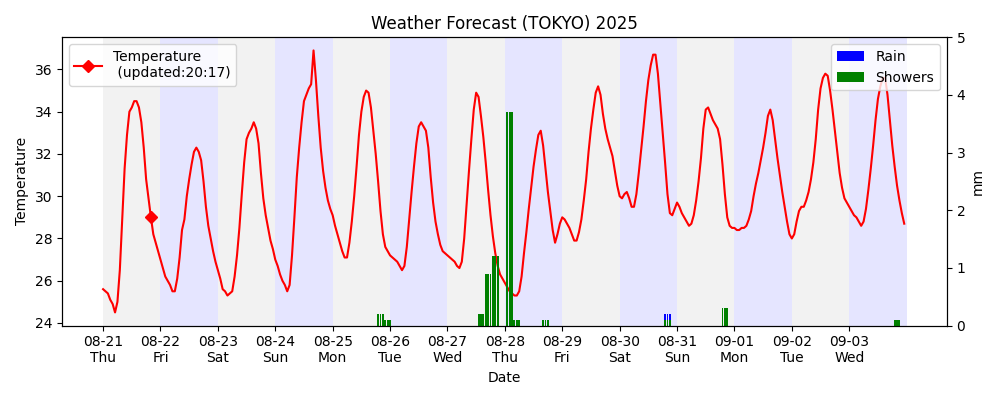 Weather Forecast (TOKYO) 2025
Temperature
(updated:20:17)
Rain
Showers
Temperature
36
34
32
30
28
26
24
5
4
3
2
1
0
mm
08-21 08-22 08-23 08-24 08-25 08-26 08-27 08-28 08-29 08-30 08-31 09-01 09-02 09-03
Thu Fri Sat Sun Mon Tue Wed Thu Fri Sat Sun Mon Tue Wed
Date